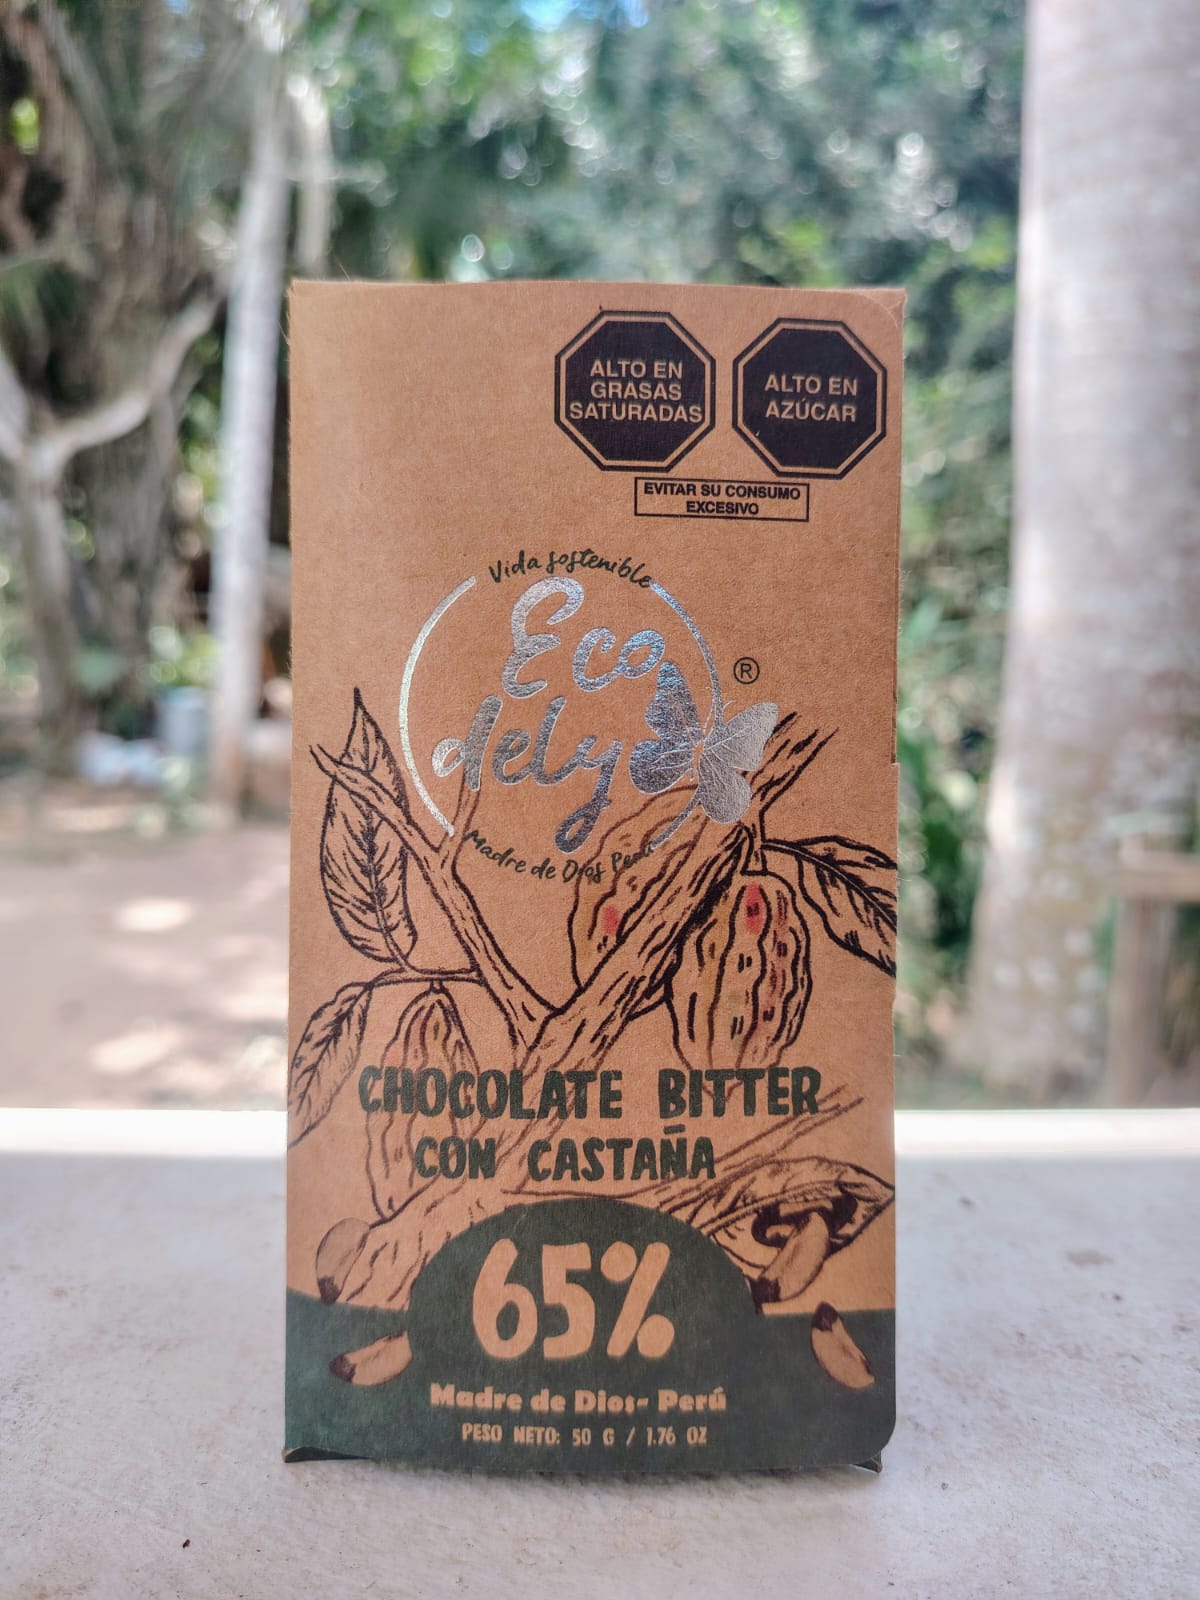 ALTO EN
GRASAS
SATURADAS
ALTO EN
AZÚCAR
EVITAR SU CONSUMO
EXCESIVO
Vida sostenible
Eco
delys
®
Madre de Dios Perú
CHOCOLATE BITTER
CON CASTAÑA
65%
Madre de Dios- Perú
PESO NETO: 50 G / 1.76 OZ